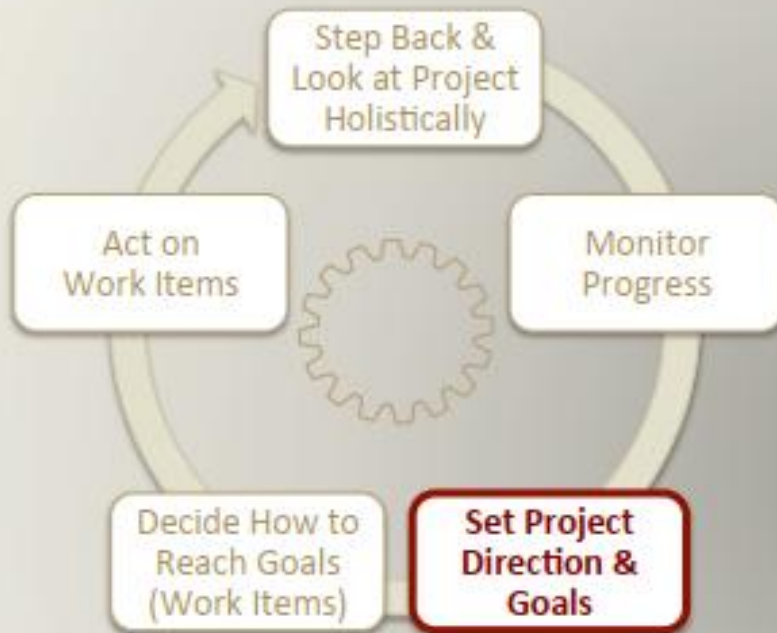 Step Back &
Look at Project
Holistically
Monitor
Progress
Set Project
Direction &
Goals
Decide How to
Reach Goals
(Work Items)
Act on
Work Items